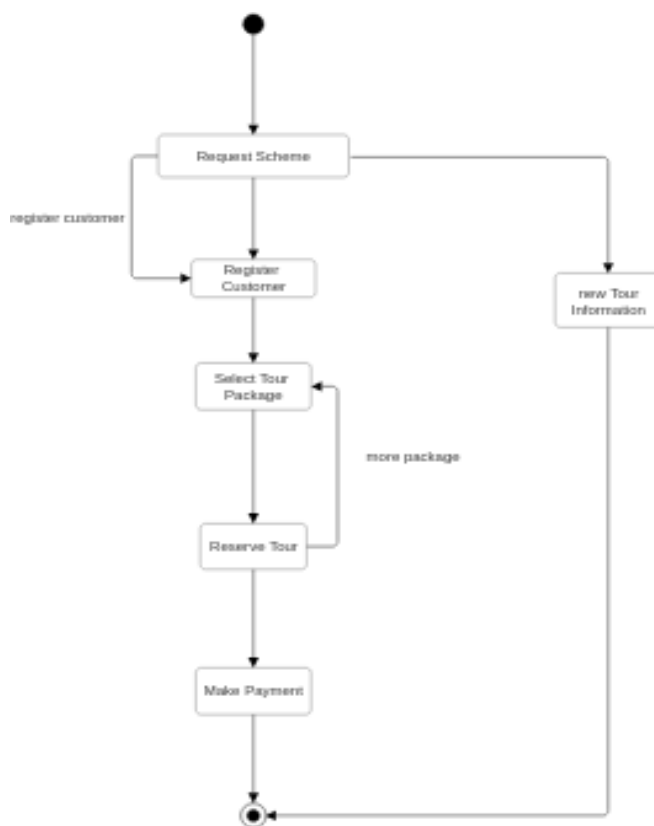 Request Scheme
register customer
Register
Customer
new Tour
Information
Select Tour
Package
more package
Reserve Tour
Make Payment